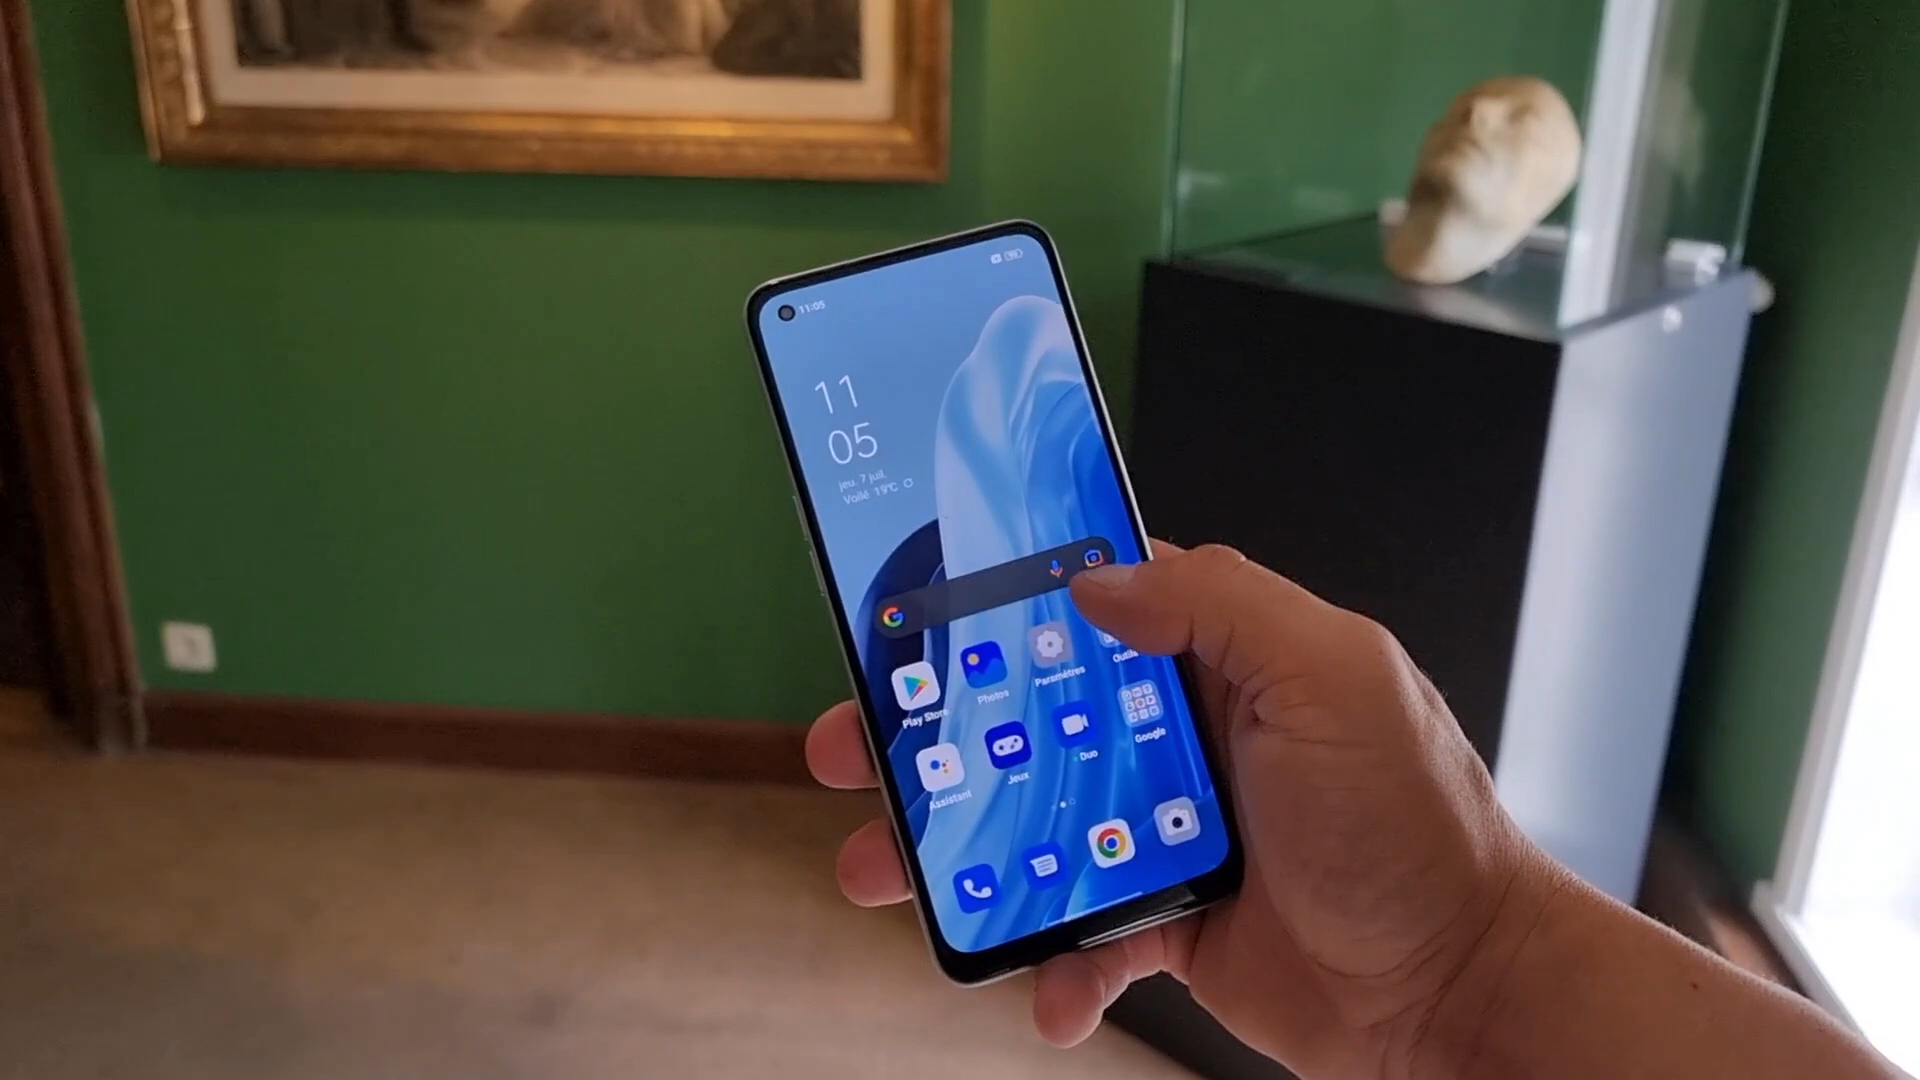 11:05
11
05
jeu. 7 juil.
Voilé 19°C
Play Store
Photos
Paramètres
Outils
Assistant
Jeux
Duo
Google